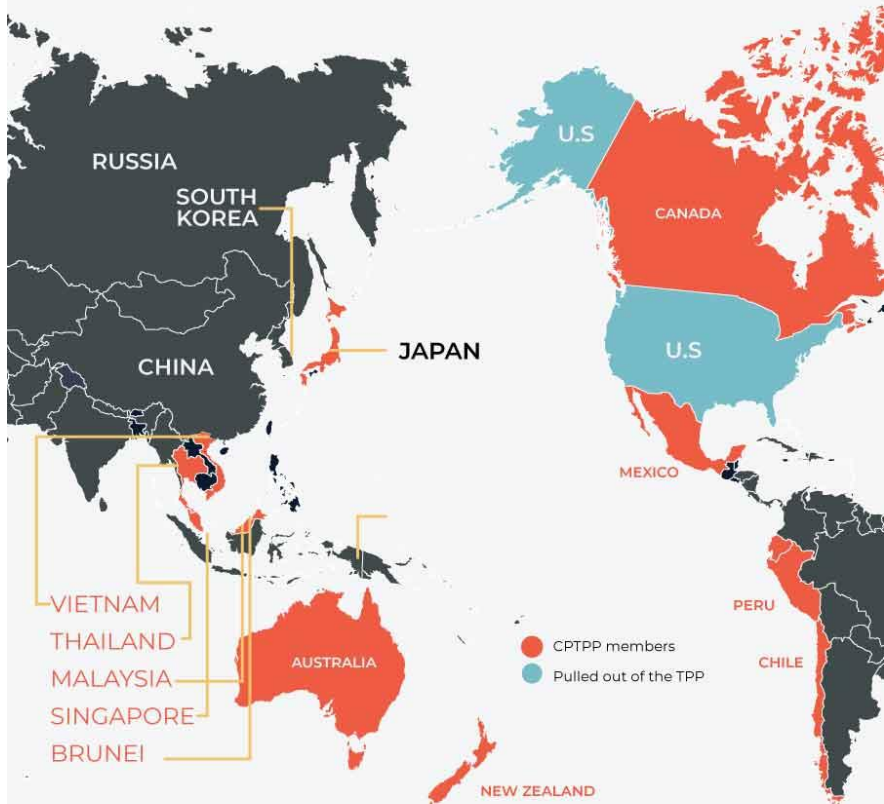 U.S
RUSSIA
SOUTH
KOREA
CANADA
JAPAN
U.S
CHINA
MEXICO
VIETNAM
PERU
THAILAND
CPTPP members
AUSTRALIA
CHILE
Pulled out of the TPP
MALAYSIA
SINGAPORE
BRUNEI
NEW ZEALAND